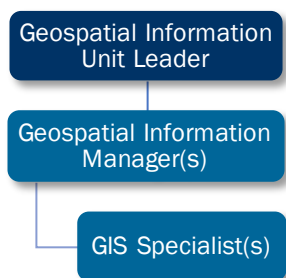 Geospatial Information
Unit Leader
Geospatial Information
Manager(s)
GIS Specialist(s)